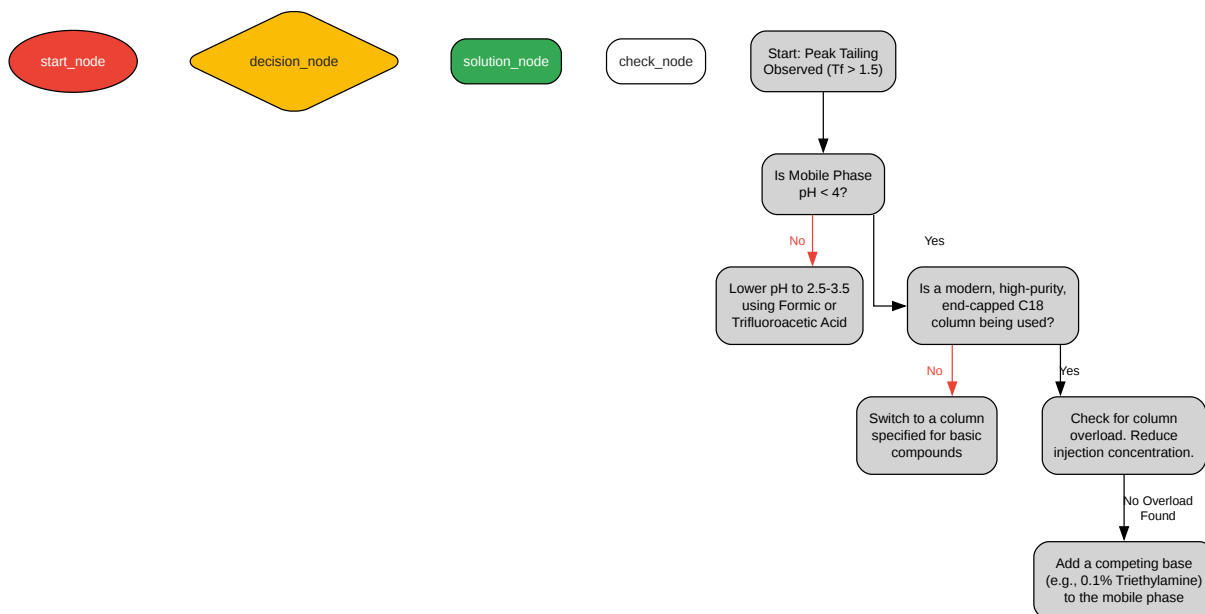 start_node
decision_node
solution_node
check_node
Start: Peak Tailing
Observed (Tf > 1.5)
Is Mobile Phase
pH < 4?
No
Yes
Lower pH to 2.5-3.5
using Formic or
Trifluoroacetic Acid
Is a modern, high-purity,
end-capped C18
column being used?
No
Yes
Switch to a column
specified for basic
compounds
Check for column
overload. Reduce
injection concentration.
No Overload
Found
Add a competing base
(e.g., 0.1% Triethylamine)
to the mobile phase